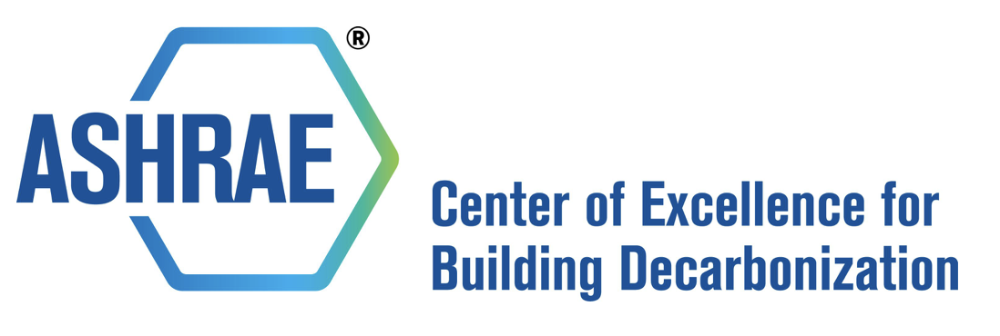 ASHRAE®
Center of Excellence for
Building Decarbonization